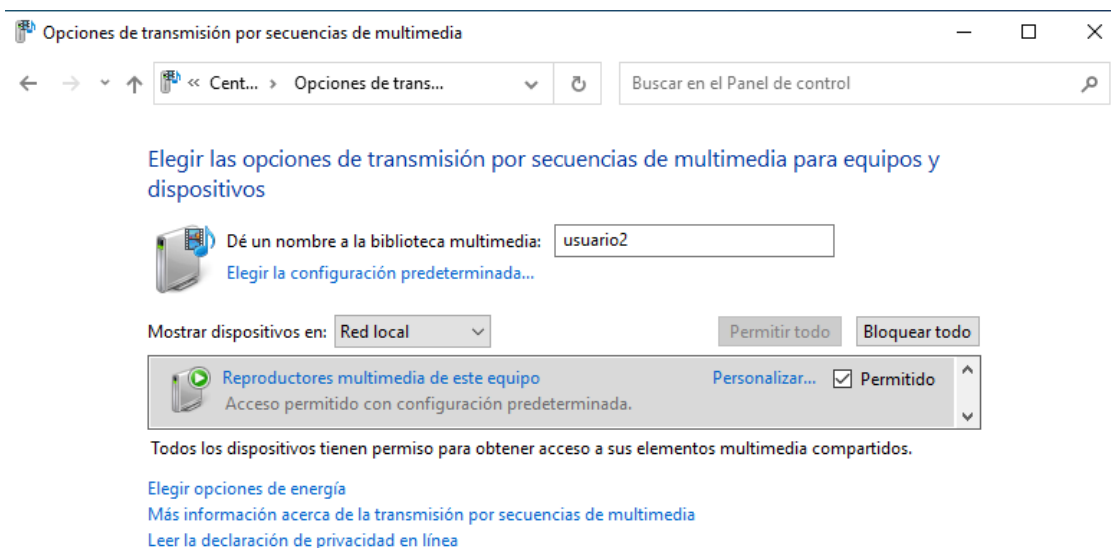 Opciones de transmisión por secuencias de multimedia
« Cent... › Opciones de trans...
Buscar en el Panel de control
Elegir las opciones de transmisión por secuencias de multimedia para equipos y
dispositivos
Dé un nombre a la biblioteca multimedia: usuario2
Elegir la configuración predeterminada...
Mostrar dispositivos en: Red local Permitir todo Bloquear todo
Reproductores multimedia de este equipo Personalizar... Permitido
Acceso permitido con configuración predeterminada.
Todos los dispositivos tienen permiso para obtener acceso a sus elementos multimedia compartidos.
Elegir opciones de energía
Más información acerca de la transmisión por secuencias de multimedia
Leer la declaración de privacidad en línea